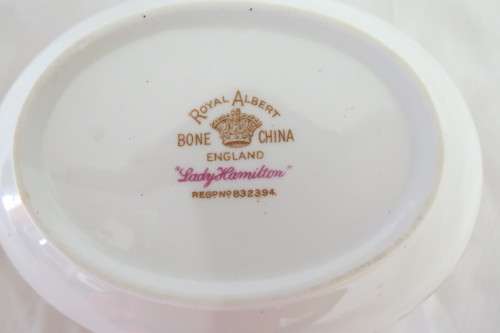 ROYAL ALBERT
BONE CHINA
ENGLAND
"Lady Hamilton"
REGD NO 832394.